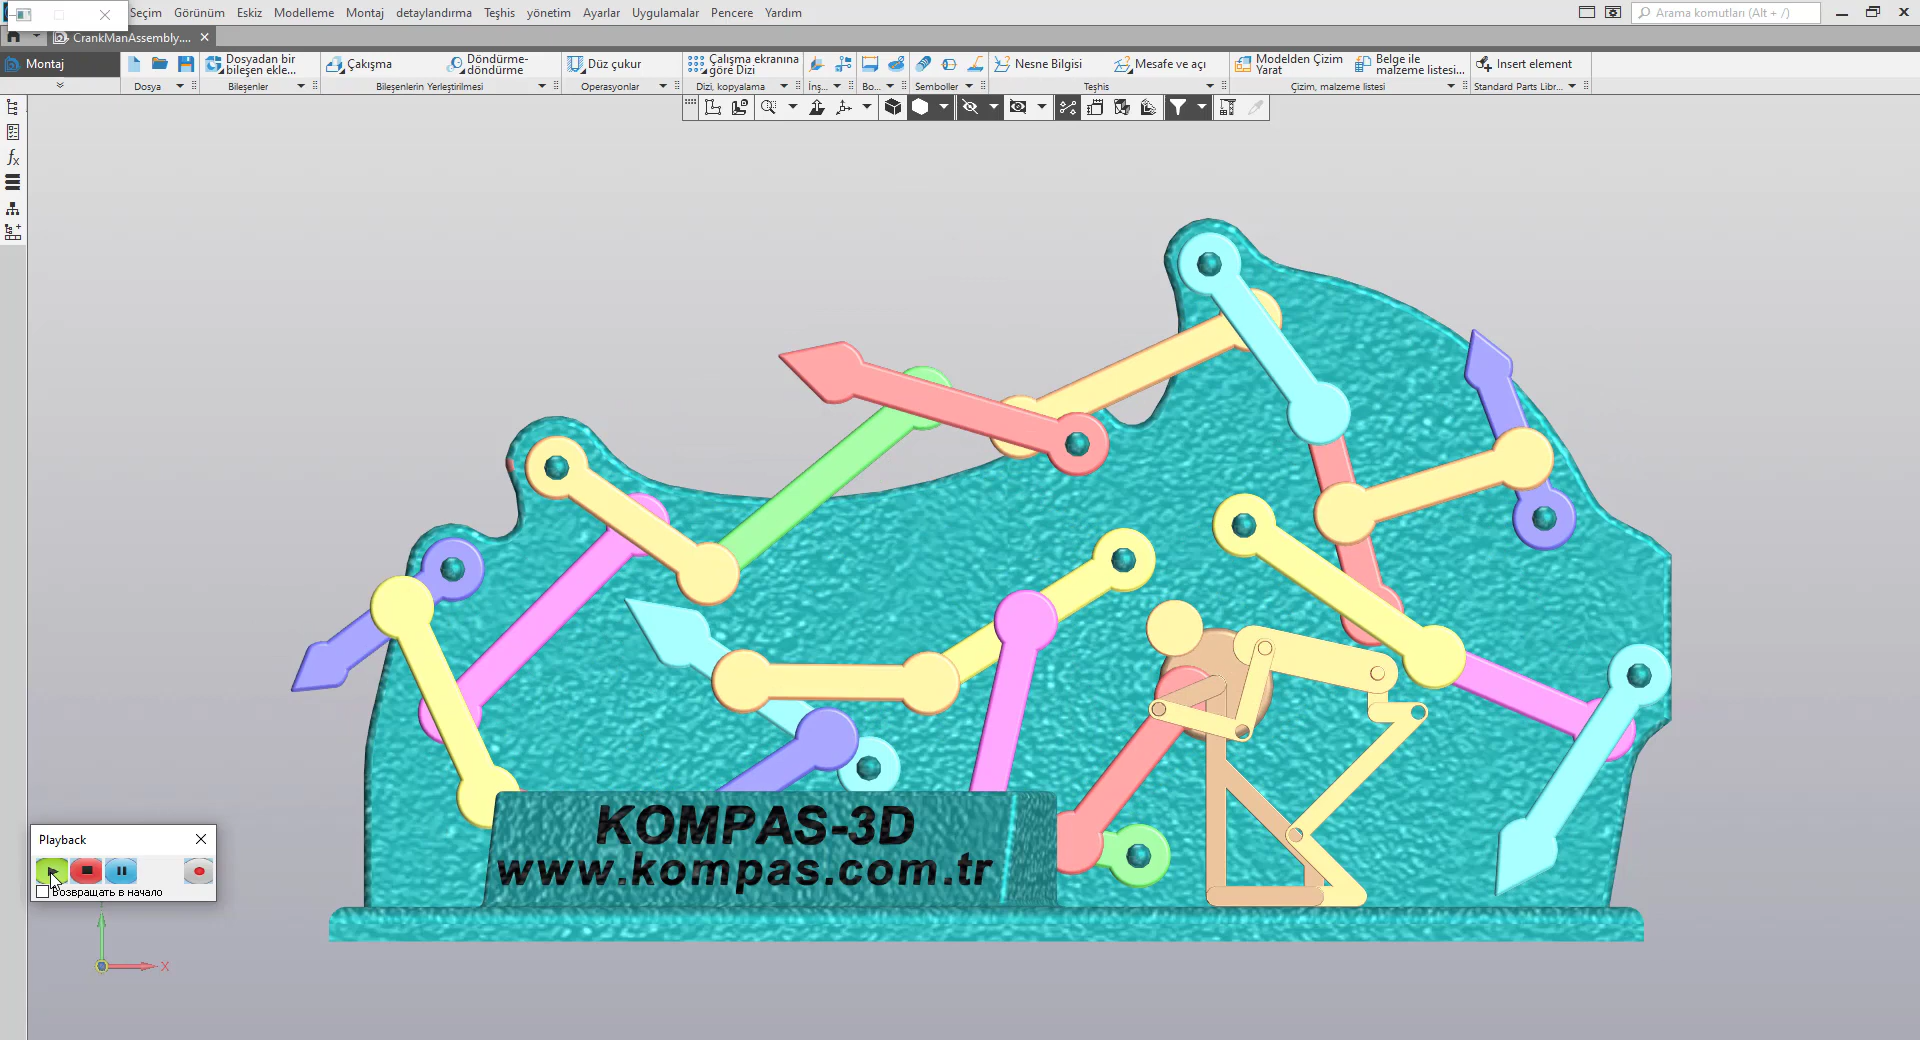 Seçim Görünüm Eskiz Modelleme Montaj detaylandırma Teşhis yönetim Ayarlar Uygulamalar Pencere Yardım
Arama komutları (Alt + /)
CrankManAssembly....
Montaj
Dosyadan bir bileşen ekle...
Çakışma
Döndürme-döndürme
Düz çukur
Çalışma ekranına göre Dizi
Nesne Bilgisi
Mesafe ve açı
Modelden Çizim Yarat
Belge ile malzeme listesi...
Insert element
Dosya Bileşenler Bileşenlerin Yerleştirilmesi Operasyonlar Dizi, kopyalama İnş... Bo... Semboller Teşhis Çizim, malzeme listesi Standard Parts Libr...
KOMPAS-3D
www.kompas.com.tr
Playback
Возвращать в начало
X